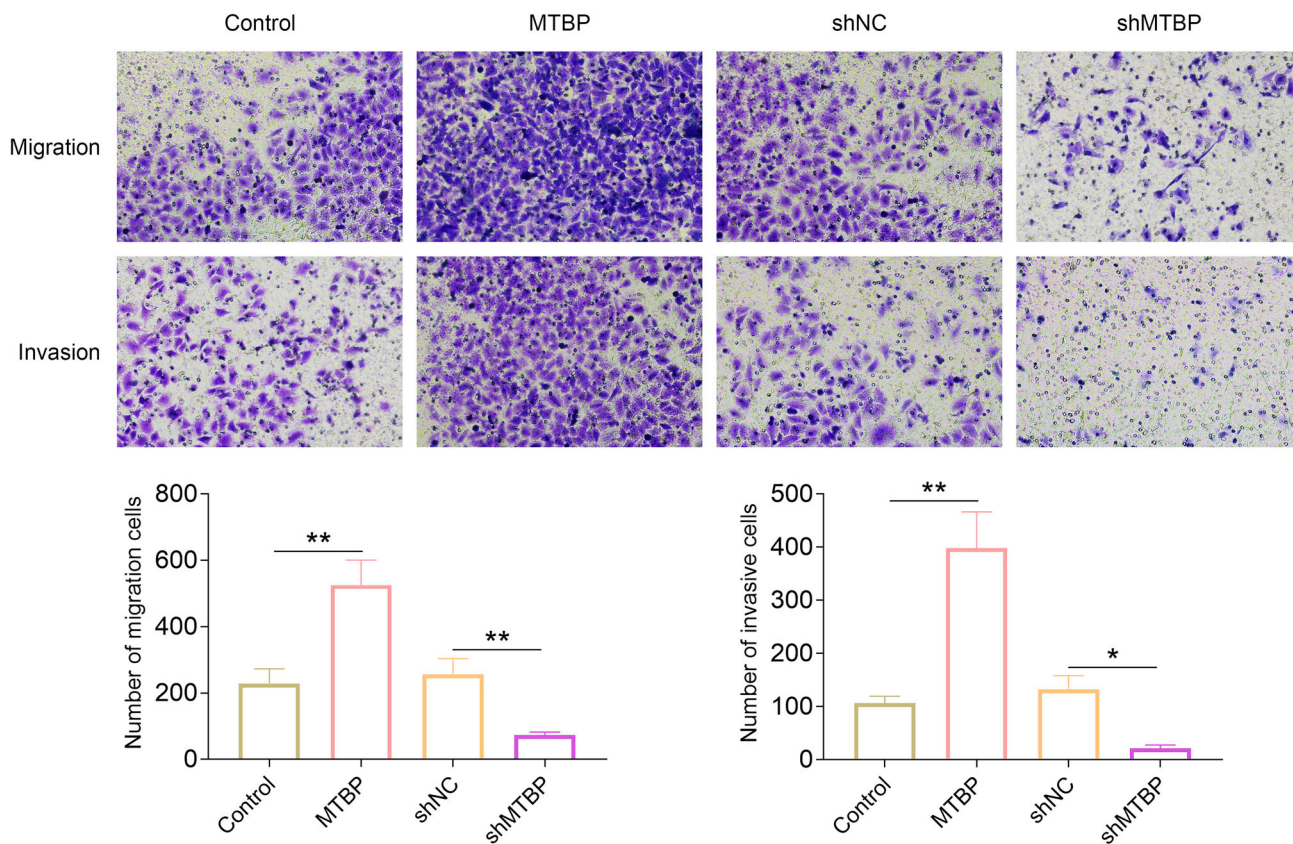 Control MTBP shNC shMTBP
Migration
Invasion
Number of migration cells
800
600
400
200
0
**
**
Control
MTBP
shNC
shMTBP
Number of invasive cells
500
400
300
200
100
0
**
*
Control
MTBP
shNC
shMTBP